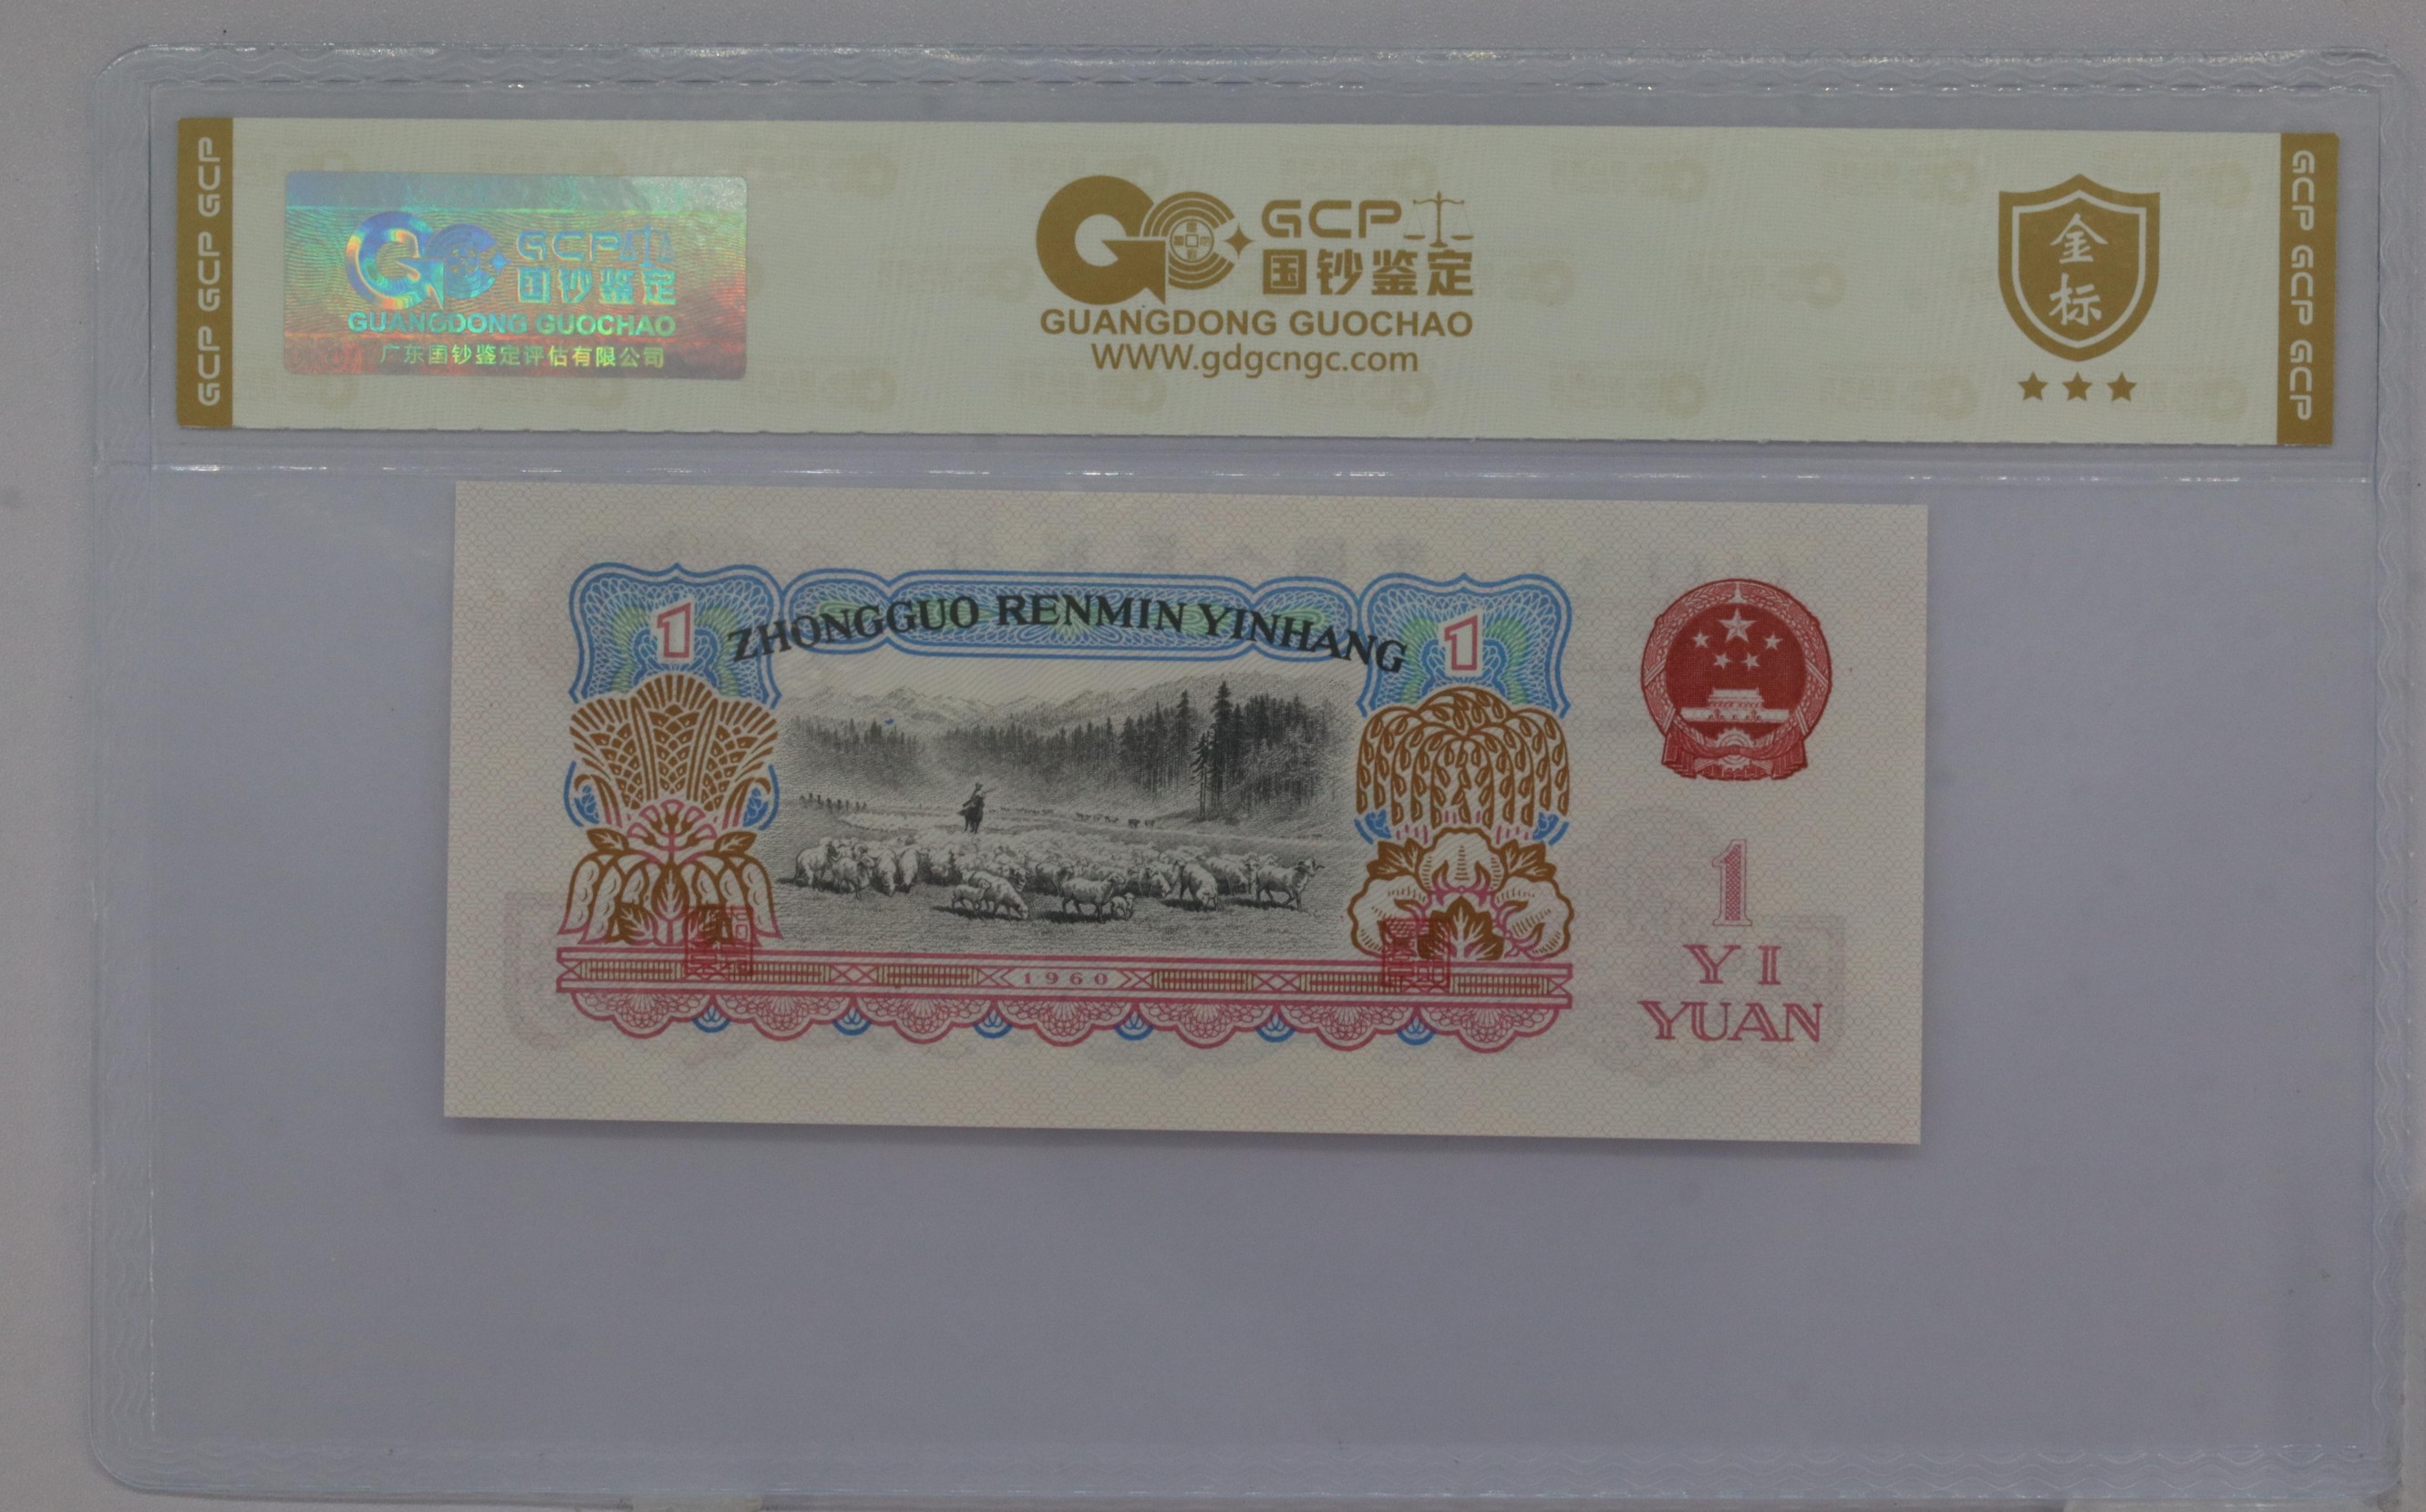 GCP GCP GCP
GCP
国钞鉴定
GUANGDONG GUOCHAO
广东国钞鉴定评估有限公司
GCP
国钞鉴定
GUANGDONG GUOCHAO
WWW.gdgcngc.com
金
标
GCP GCP GCP
1
ZHONGGUO RENMIN YINHANG
1
1960
1
YI
YUAN